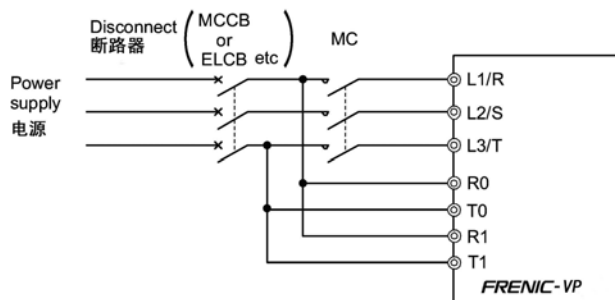 Disconnect
断路器
(MCCB
or
ELCB etc)
MC
Power
supply
电源
L1/R
L2/S
L3/T
R0
T0
R1
T1
FRENIC-VP